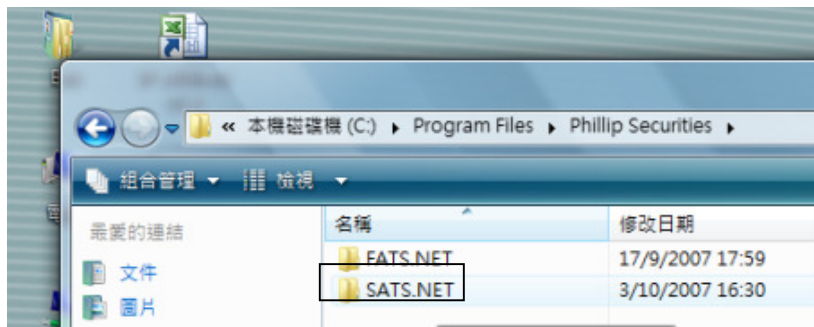 « 本機磁碟機 (C:) ▸ Program Files ▸ Phillip Securities ▸
組合管理 ▼ 檢視 ▼
最愛的連結
名稱 修改日期
文件
FATS.NET 17/9/2007 17:59
圖片
SATS.NET 3/10/2007 16:30